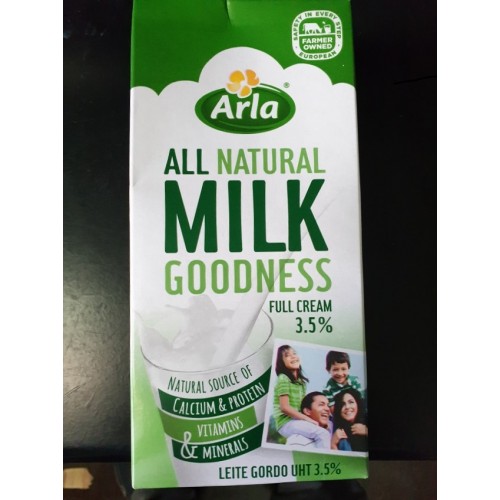 SAFETY IN EVERY STEP
FARMER
OWNED
EUROPEAN
Arla®
ALL NATURAL
MILK
GOODNESS
FULL CREAM
3.5%
NATURAL SOURCE OF
CALCIUM & PROTEIN
VITAMINS
& MINERALS
LEITE GORDO UHT 3.5%